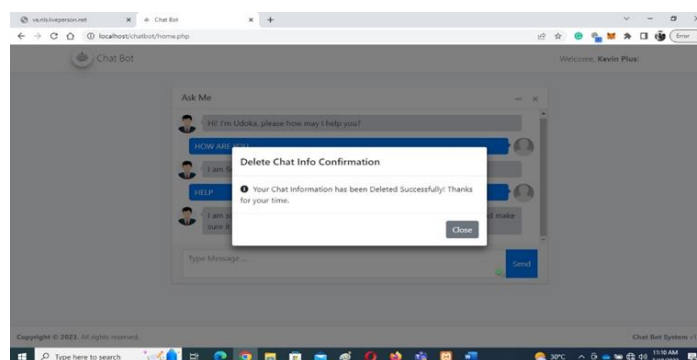 va.nls.liveperson.net
Chat Bot
localhost/chatbot/home.php
Error
Chat Bot
Welcome, Kevin Plus!
Ask Me
Hi! I'm Udoka, please how may I help you?
HOW ARE YOU
I am
HELP
I am
make
sure
Delete Chat Info Confirmation
Your Chat Information has been Deleted Successfully! Thanks
for your time.
Close
Type Message...
Send
Copyright © 2023. All rights reserved.
Chat Bot System
Type here to search
30°C
11:10 AM